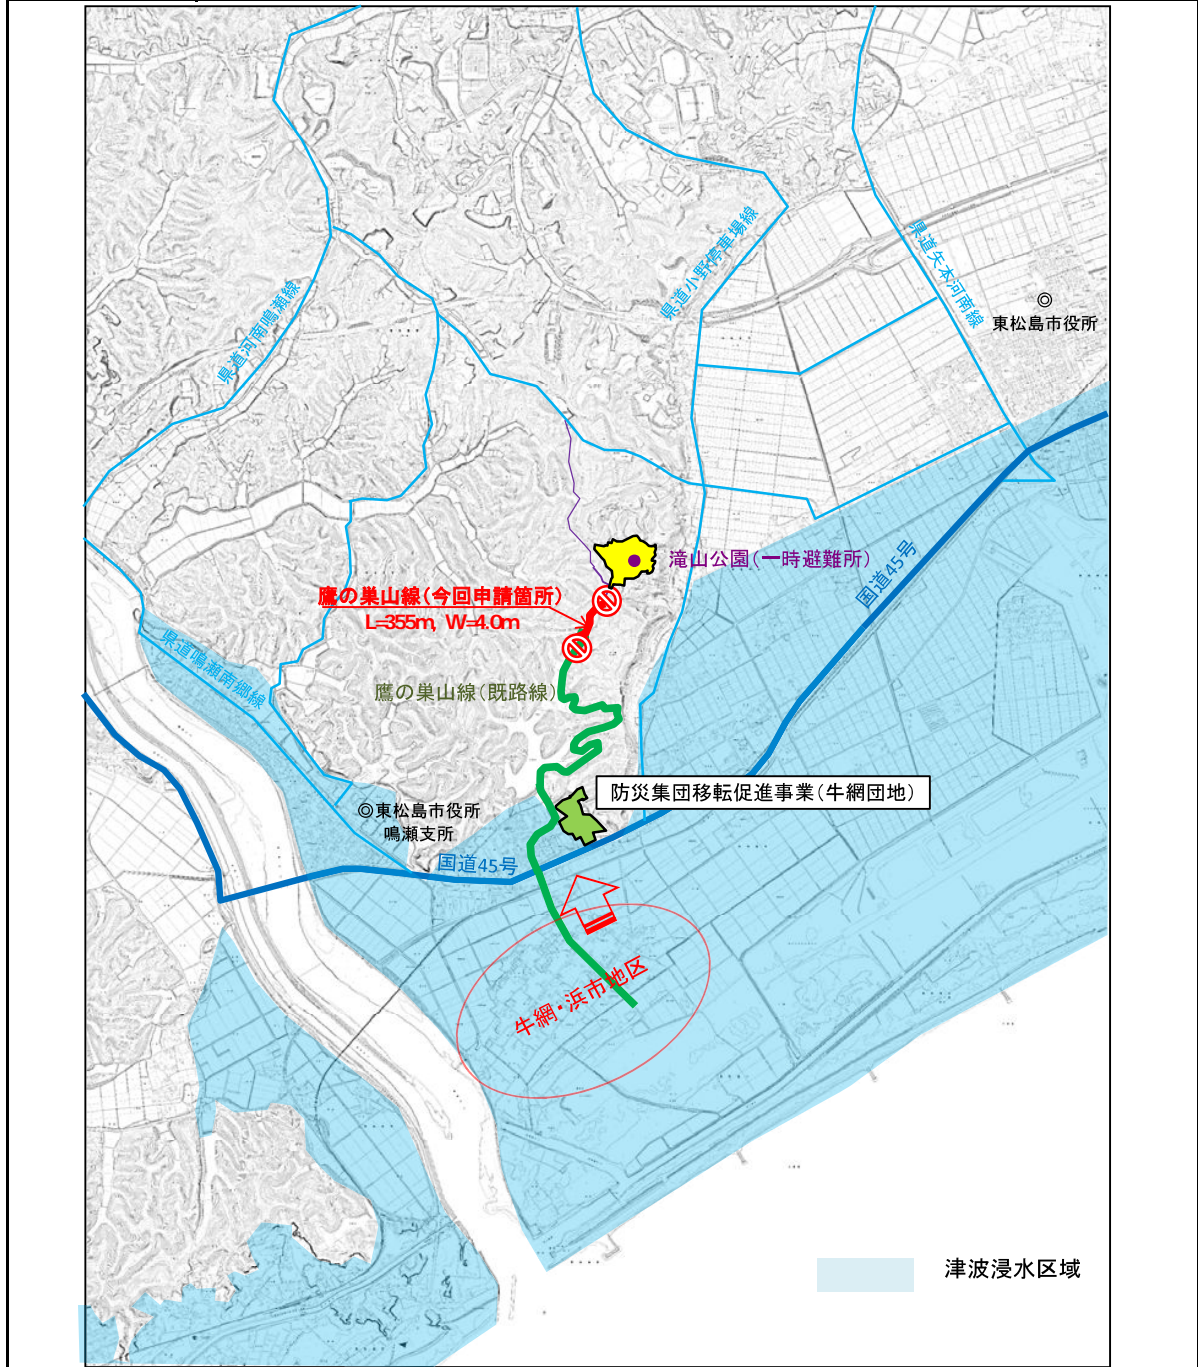 県道小野停車場線
県道矢本河南線
県道河南鳴瀬線
◎
東松島市役所
滝山公園(一時避難所)
国道45号
鷹の巣山線(今回申請箇所)
L=355m, W=4.0m
県道鳴瀬南郷線
鷹の巣山線(既路線)
防災集団移転促進事業(牛網団地)
◎東松島市役所
鳴瀬支所
国道45号
牛網・浜市地区
津波浸水区域